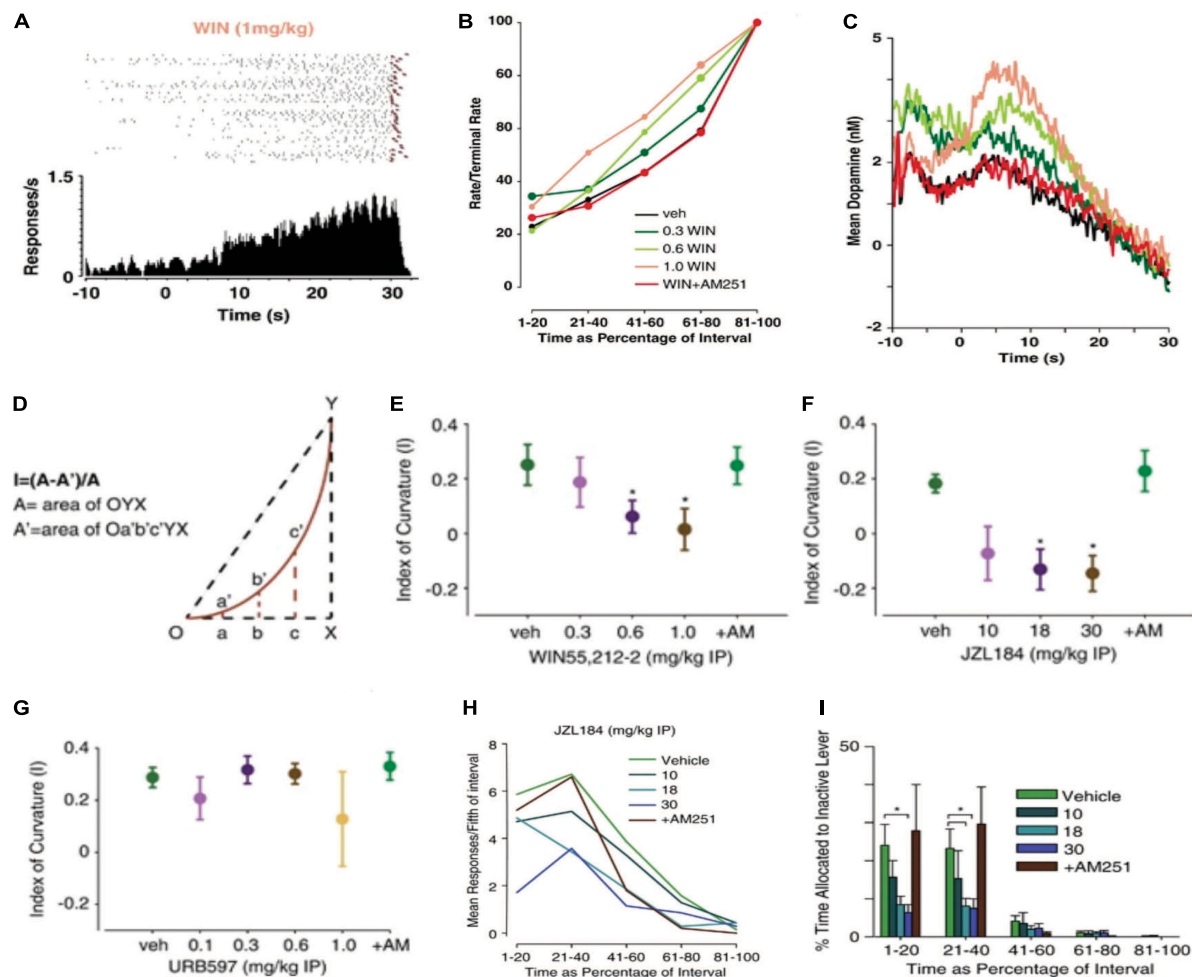 A
WIN (1mg/kg)
Responses/s
1.5
0
-10 0 10 20 30
Time (s)
B
Rate/Terminal Rate
100
60
80
40
20
0
veh
0.3 WIN
0.6 WIN
1.0 WIN
WIN+AM251
1-20 21-40 41-60 61-80 81-100
Time as Percentage of Interval
C
Mean Dopamine (nM)
5
2
0
-2
-10 0 10 20 30
Time (s)
D
Y
I=(A-A')/A
A= area of OYX
A'=area of Oa'b'c'YX
c'
b'
a'
O a b c X
E
Index of Curvature (I)
0.4
0.2
0
-0.2
* *
veh 0.3 0.6 1.0 +AM
WIN55,212-2 (mg/kg IP)
F
Index of Curvature (I)
0.4
0.2
0
-0.2
* *
veh 10 18 30 +AM
JZL184 (mg/kg IP)
G
Index of Curvature (I)
0.4
0.2
0
-0.2
veh 0.1 0.3 0.6 1.0 +AM
URB597 (mg/kg IP)
H
JZL184 (mg/kg IP)
Mean Responses/Fifth of interval
8
6
4
2
0
Vehicle
10
18
30
+AM251
1-20 21-40 41-60 61-80 81-100
Time as Percentage of Interval
I
% Time Allocated to Inactive Lever
50
0
* *
Vehicle
10
18
30
+AM251
1-20 21-40 41-60 61-80 81-100
Time as Percentage of Interval